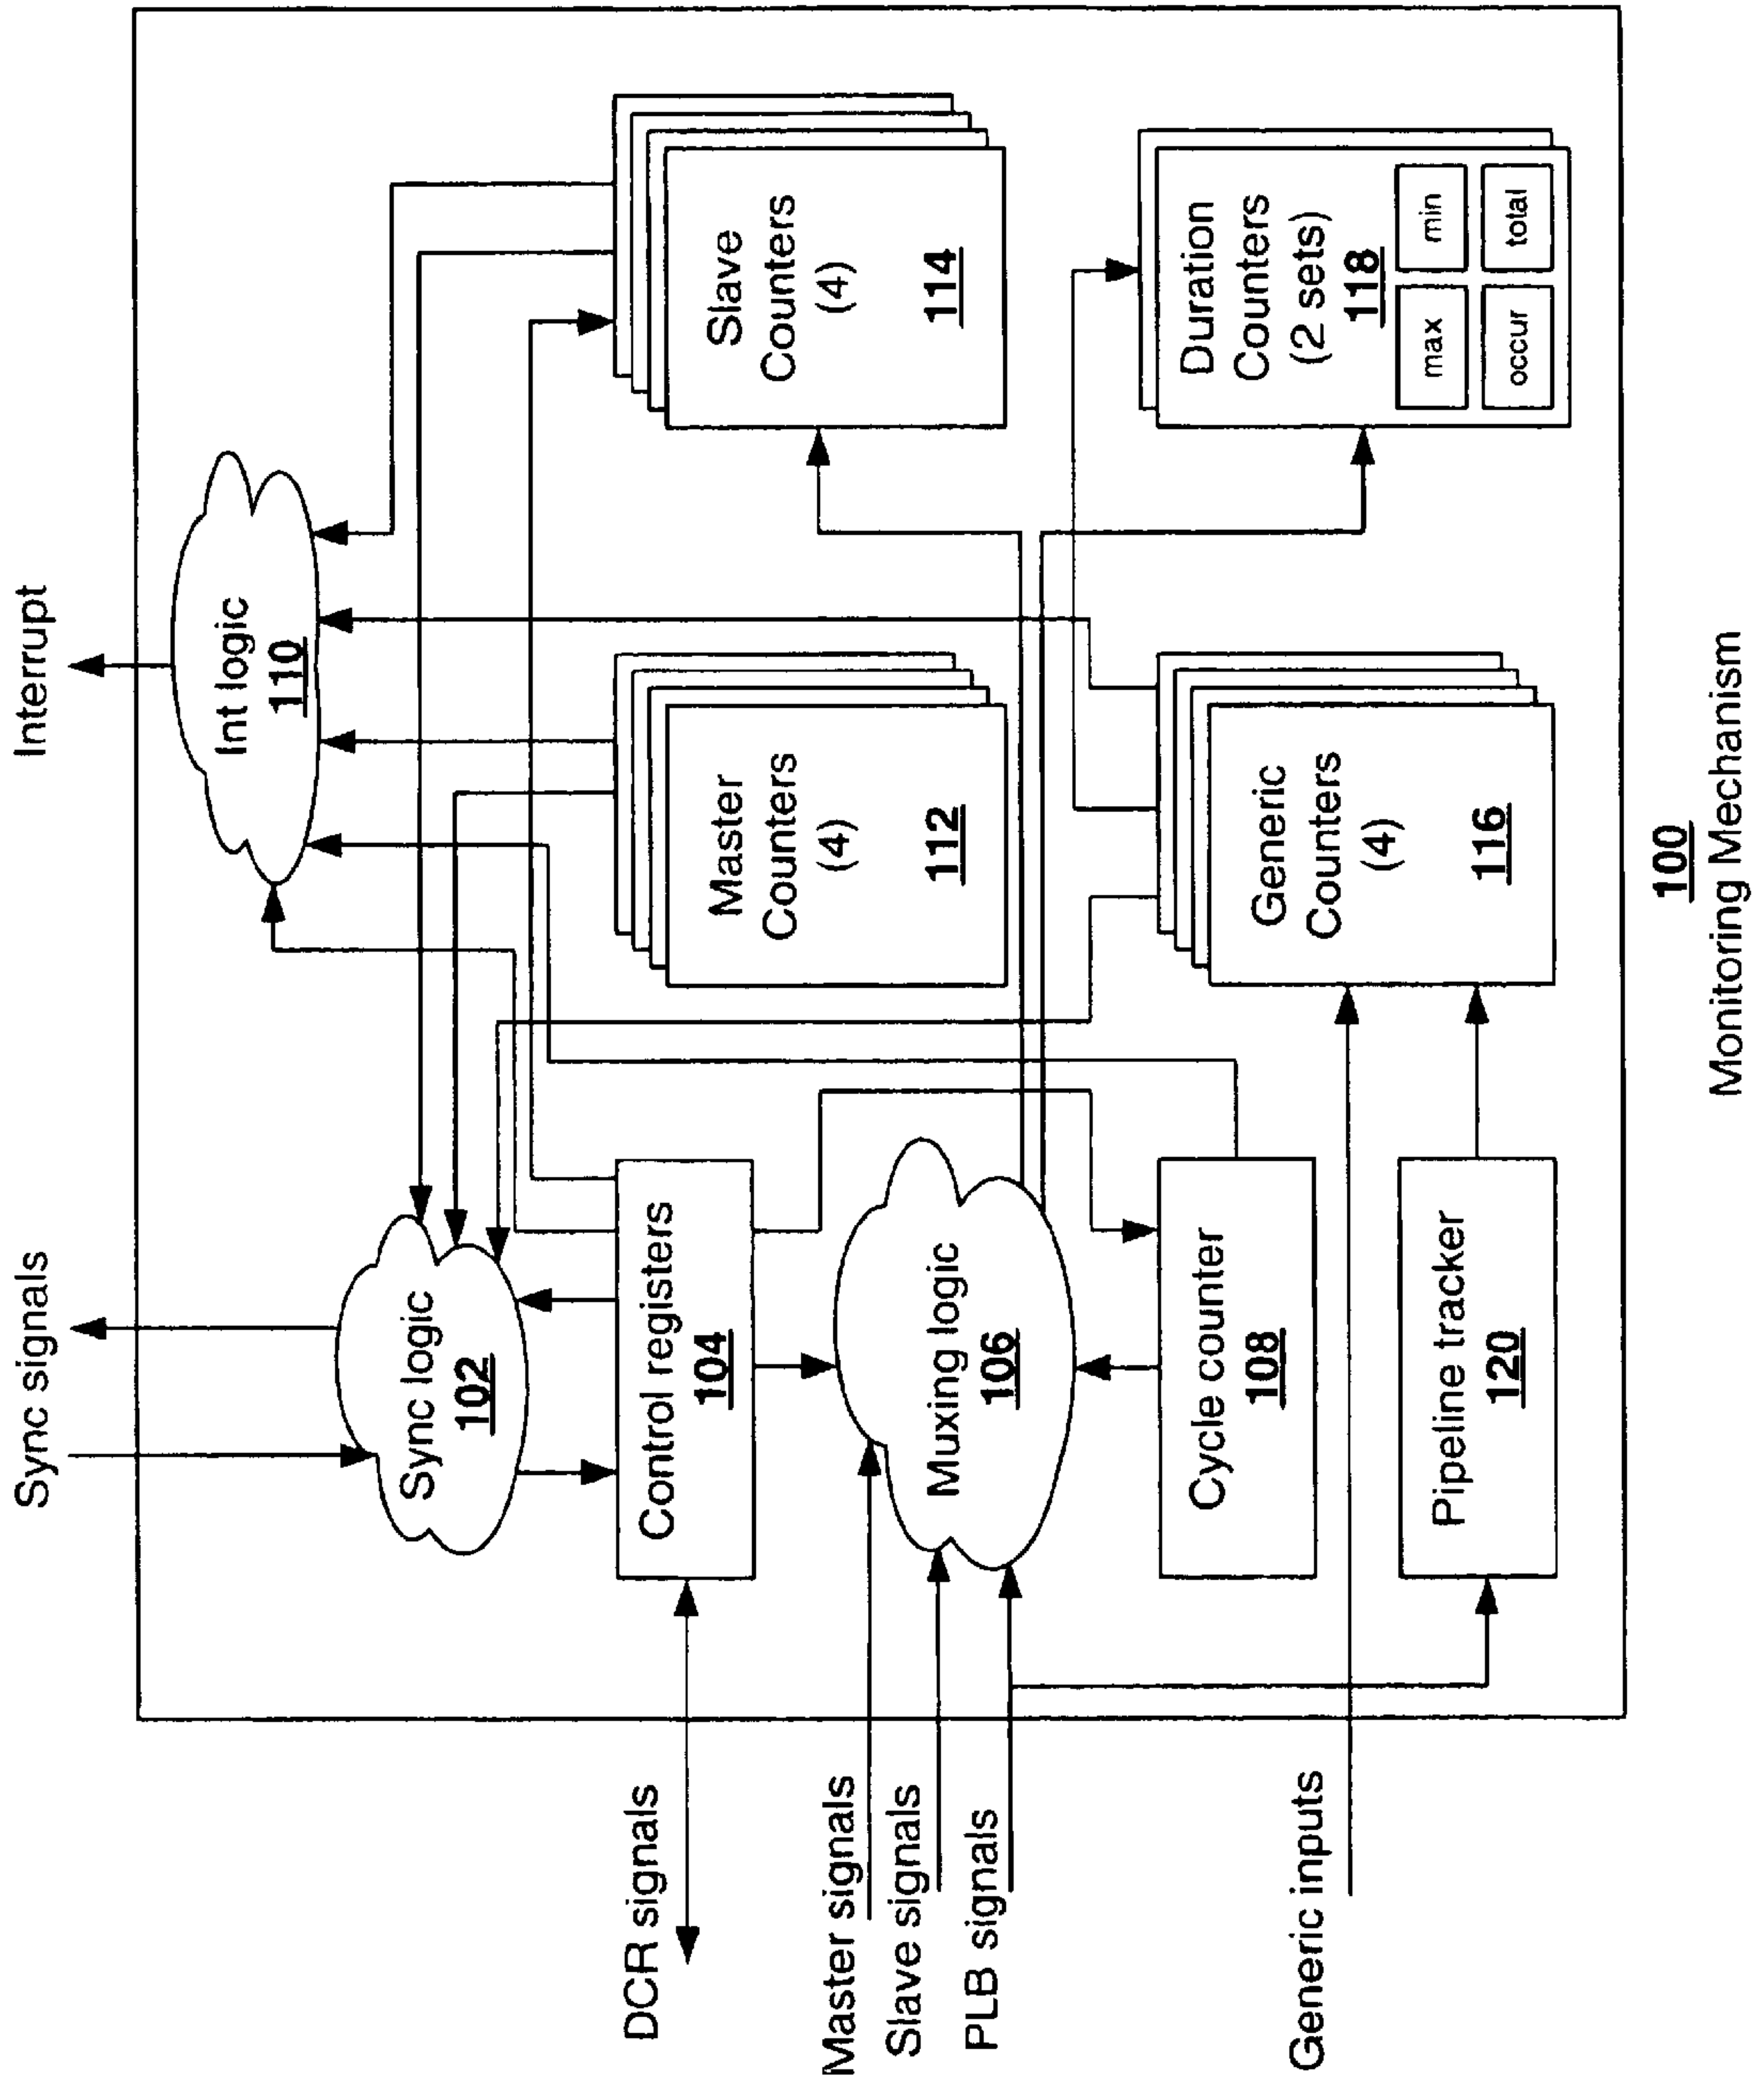 Sync signals
Interrupt
Sync logic
102
Int logic
110
DCR signals
Control registers
104
Master
Counters
(4)
112
Slave
Counters
(4)
114
Master signals
Slave signals
PLB signals
Muxing logic
106
Cycle counter
108
Generic inputs
Generic
Counters
(4)
116
Duration
Counters
(2 sets)
118
max
min
occur
total
Pipeline tracker
120
100
Monitoring Mechanism